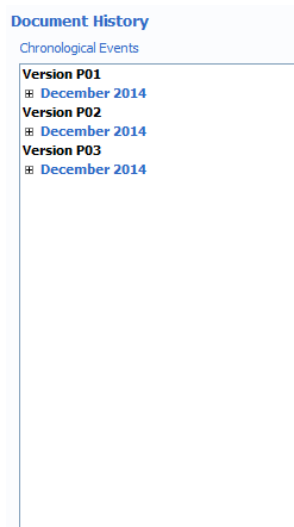 Document History
Chronological Events
Version P01
December 2014
Version P02
December 2014
Version P03
December 2014